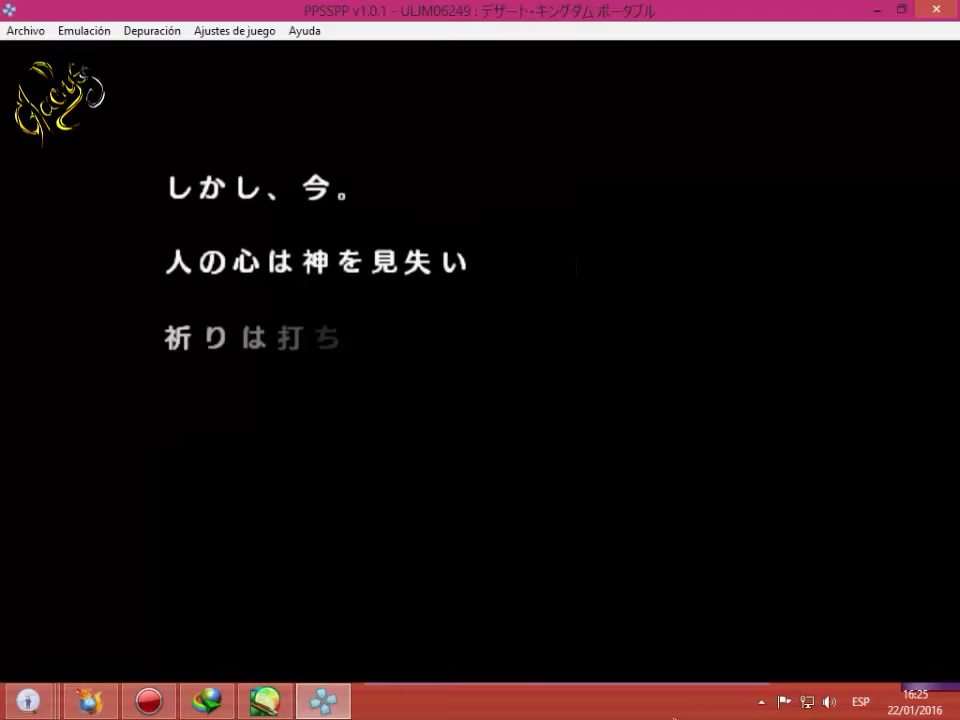 PPSSPP v1.0.1 - ULJM06249 : デザート・キングダム ポータブル
Archivo Emulación Depuración Ajustes de juego Ayuda
Glacius
しかし、今。
人の心は神を見失い
祈りは打ち
ESP
16:25
22/01/2016